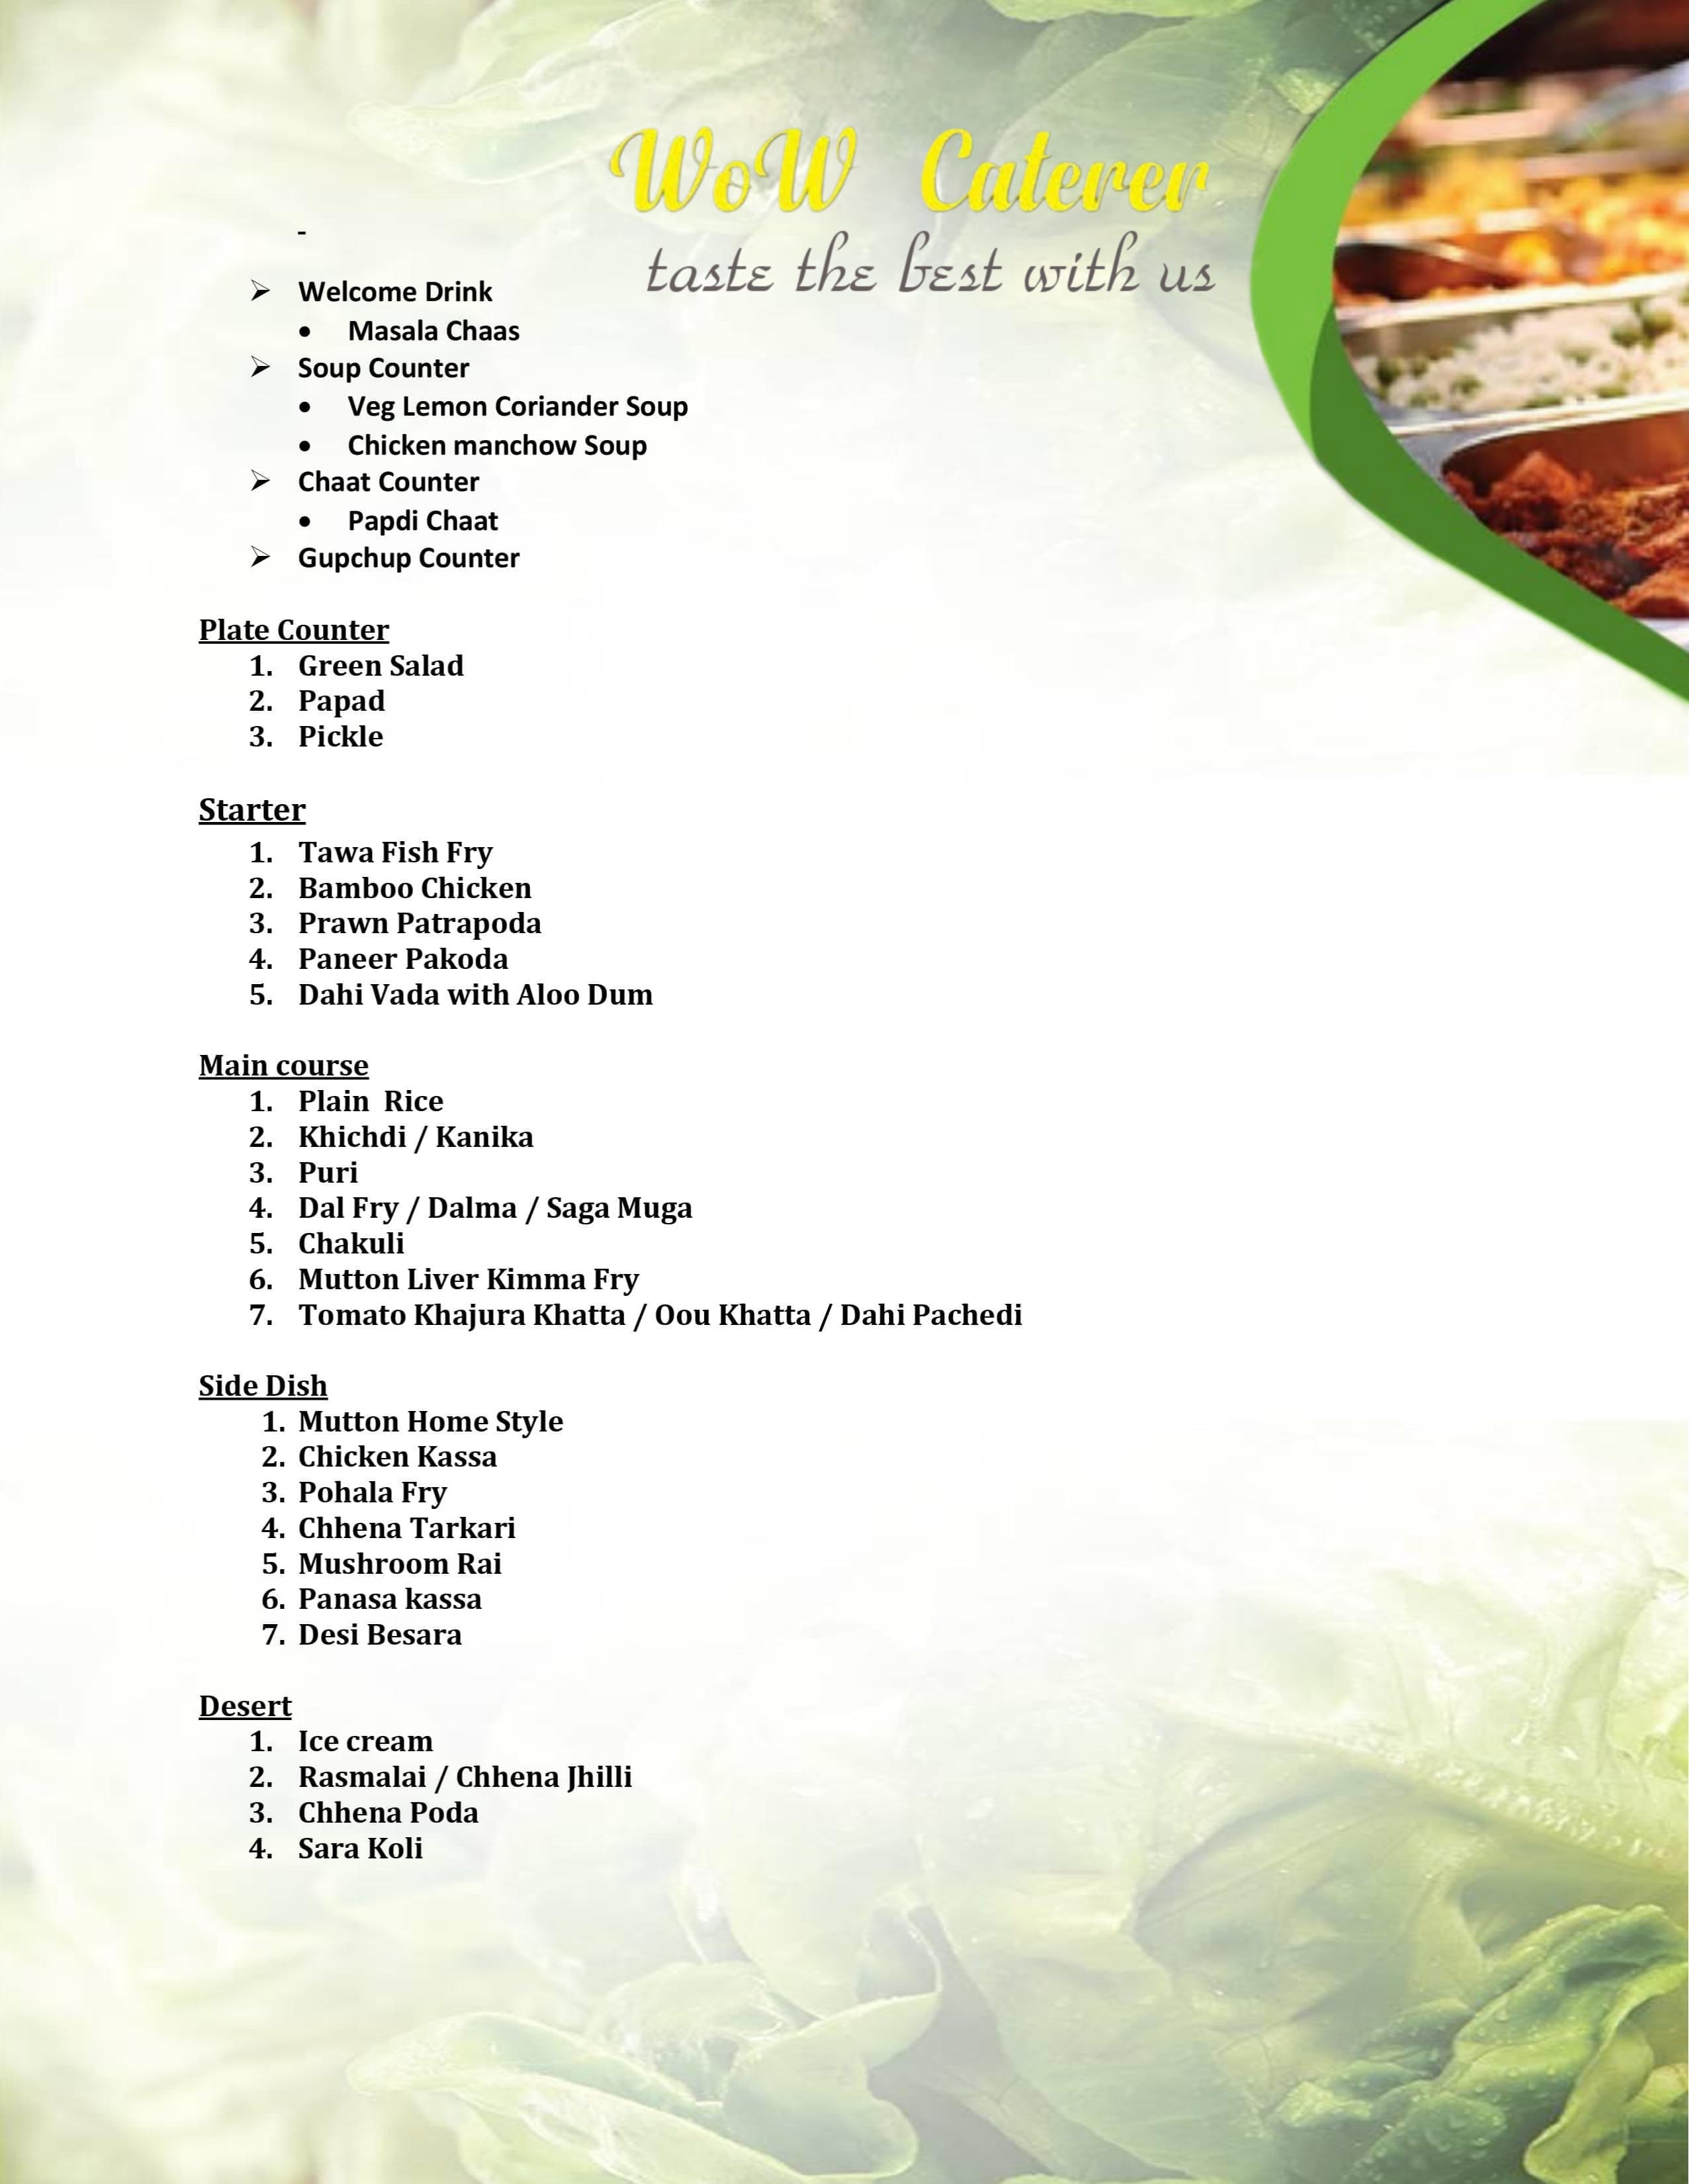 WoW Caterer
taste the best with us
-
➢ Welcome Drink
• Masala Chaas
➢ Soup Counter
• Veg Lemon Coriander Soup
• Chicken manchow Soup
➢ Chaat Counter
• Papdi Chaat
➢ Gupchup Counter
Plate Counter
1. Green Salad
2. Papad
3. Pickle
Starter
1. Tawa Fish Fry
2. Bamboo Chicken
3. Prawn Patrapoda
4. Paneer Pakoda
5. Dahi Vada with Aloo Dum
Main course
1. Plain Rice
2. Khichdi / Kanika
3. Puri
4. Dal Fry / Dalma / Saga Muga
5. Chakuli
6. Mutton Liver Kimma Fry
7. Tomato Khajura Khatta / Oou Khatta / Dahi Pachedi
Side Dish
1. Mutton Home Style
2. Chicken Kassa
3. Pohala Fry
4. Chhena Tarkari
5. Mushroom Rai
6. Panasa kassa
7. Desi Besara
Desert
1. Ice cream
2. Rasmalai / Chhena Jhilli
3. Chhena Poda
4. Sara Koli